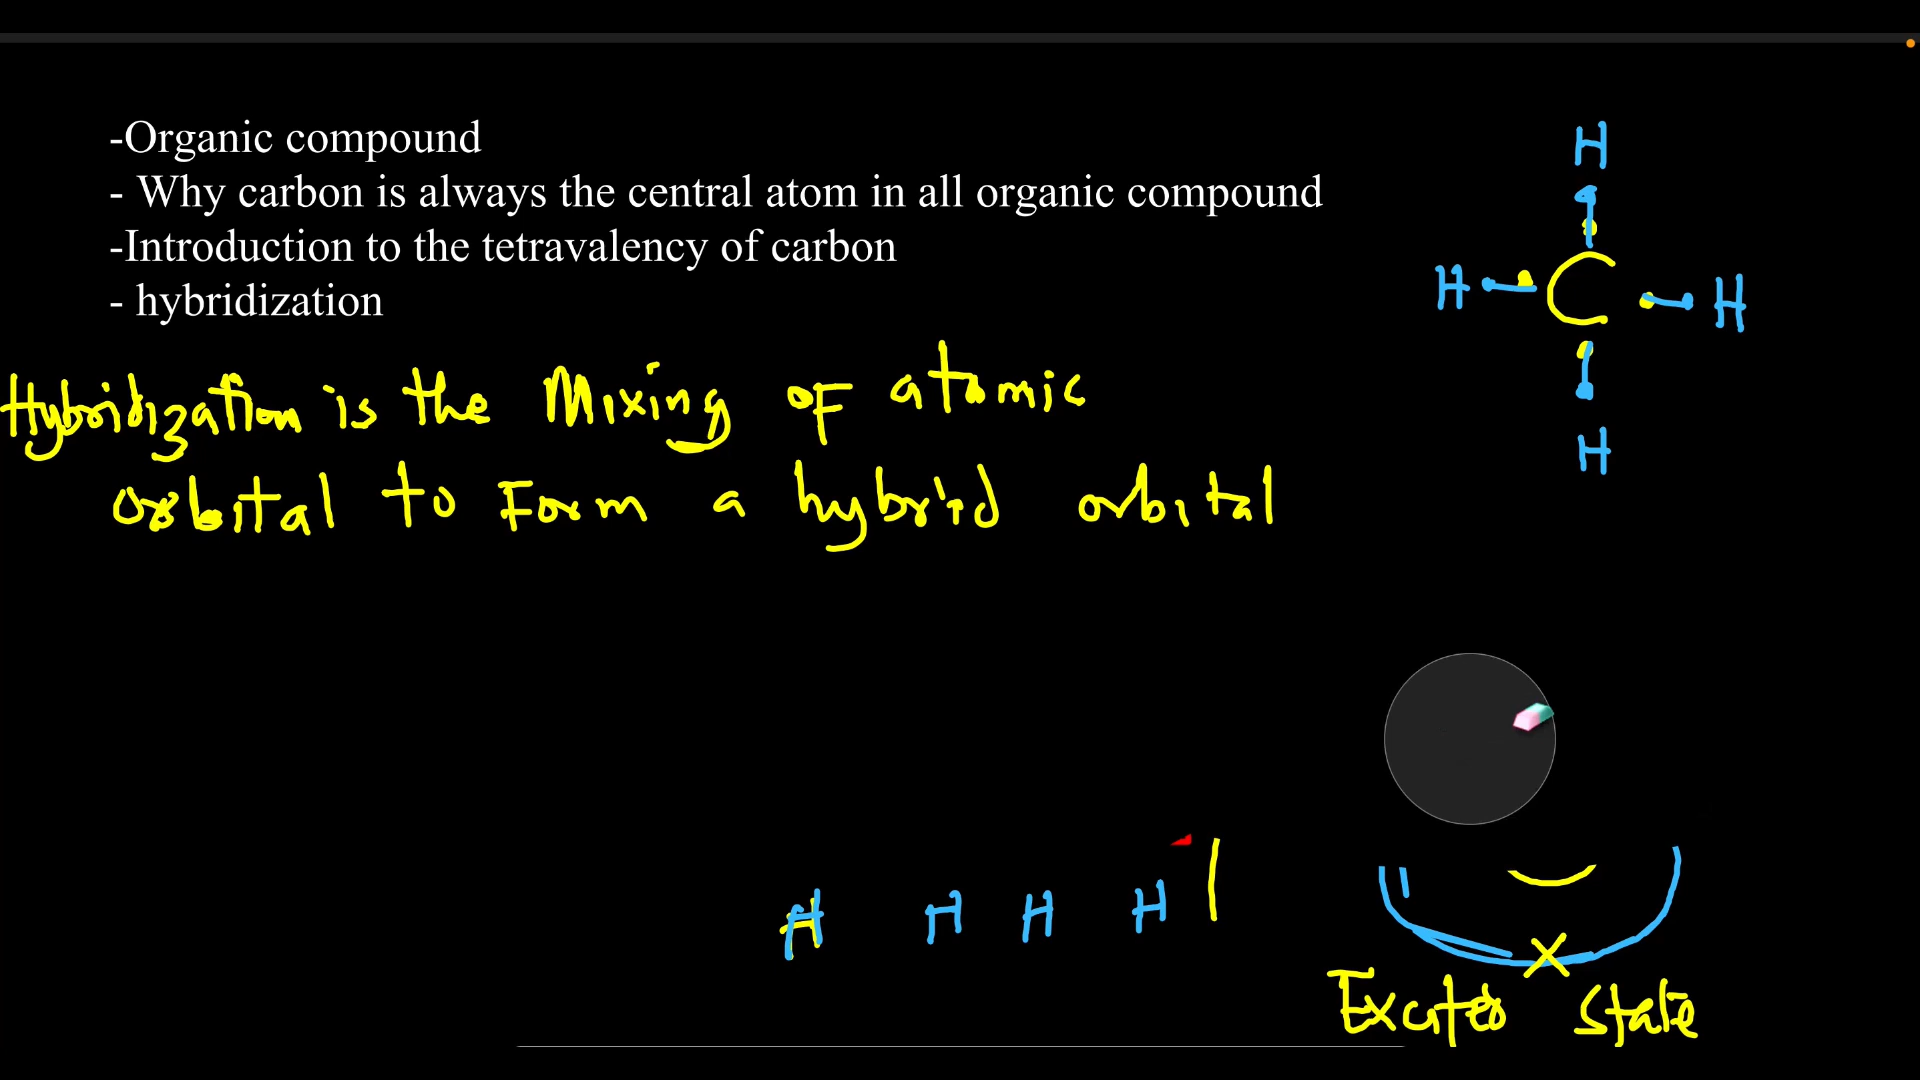 -Organic compound
- Why carbon is always the central atom in all organic compound
-Introduction to the tetravalency of carbon
- hybridization
H
H C H
H
Hybridization is the Mixing of atomic
orbital to Form a hybrid orbital
H H H H
Excited state